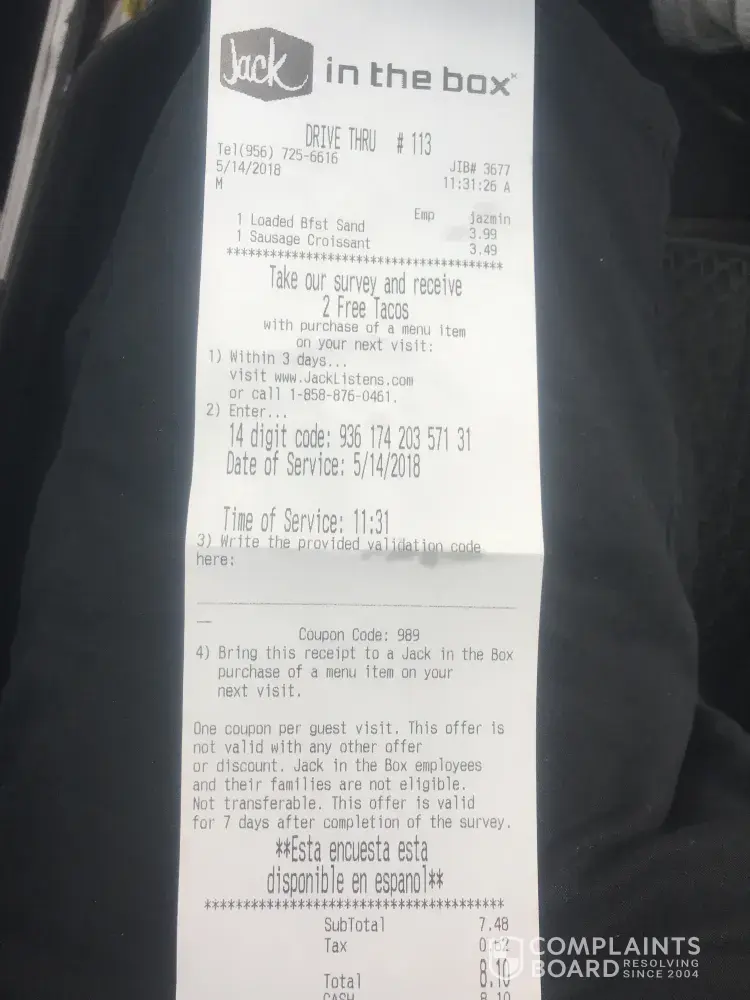 Jack in the box
DRIVE THRU # 113
Tel(956) 725-6616
JIB# 3677
5/14/2018
11:31:26 A
M
Emp jazmin
1 Loaded Bfst Sand 3.99
1 Sausage Croissant 3.49
****************************************
Take our survey and receive
2 Free Tacos
with purchase of a menu item
on your next visit:
1) Within 3 days...
visit www.JackListens.com
or call 1-858-876-0461.
2) Enter...
14 digit code: 936 174 203 571 31
Date of Service: 5/14/2018
Time of Service: 11:31
3) Write the provided validation code
here:
Coupon Code: 989
4) Bring this receipt to a Jack in the Box
purchase of a menu item on your
next visit.
One coupon per guest visit. This offer is
not valid with any other offer
or discount. Jack in the Box employees
and their families are not eligible.
Not transferable. This offer is valid
for 7 days after completion of the survey.
**Esta encuesta esta
disponible en espanol**
****************************************
SubTotal 7.48
Tax 0.62
Total 8.10
CASH 8.10
COMPLAINTS
BOARD RESOLVING
SINCE 2004